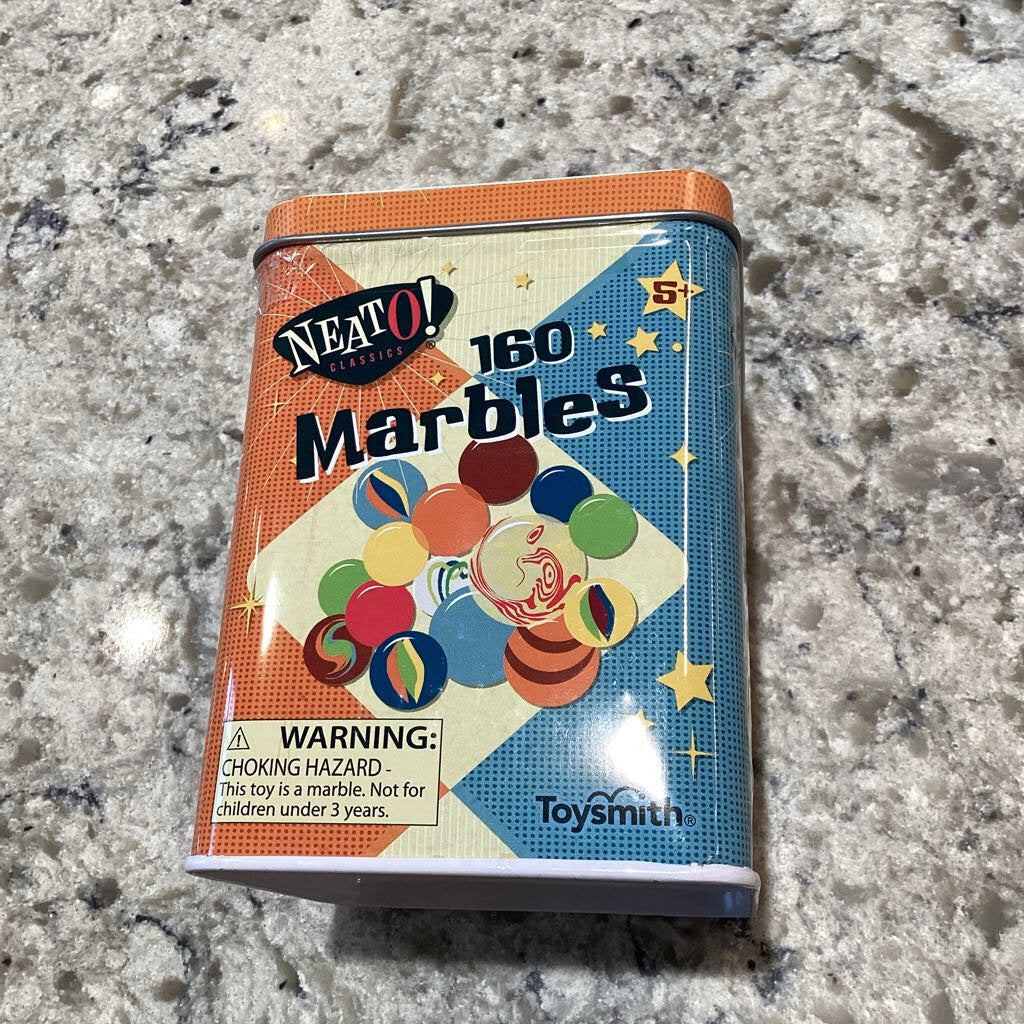 NEATO!
CLASSICS®
5+
160
Marbles
WARNING:
CHOKING HAZARD -
This toy is a marble. Not for
children under 3 years.
Toysmith®